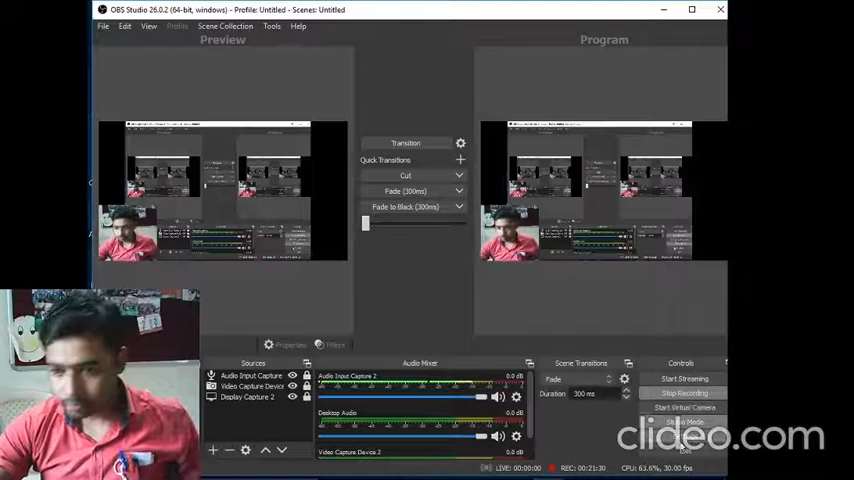 OBS Studio 26.0.2 (64-bit, windows) - Profile: Untitled - Scenes: Untitled
File Edit View Profile Scene Collection Tools Help
Preview
Program
Transition
Quick Transitions
Cut
Fade (300ms)
Fade to Black (300ms)
Properties Filters
Sources
Audio Mixer
Scene Transitions
Controls
Audio Input Capture
Video Capture Device
Display Capture 2
Audio Input Capture 2 0.0 dB
Desktop Audio 0.0 dB
Video Capture Device 2 0.0 dB
Fade
Duration 300 ms
Start Streaming
Stop Recording
Start Virtual Camera
Studio Mode
Exit
clideo.com
LIVE: 00:00:00 REC: 00:21:30 CPU: 63.6%, 30.00 fps